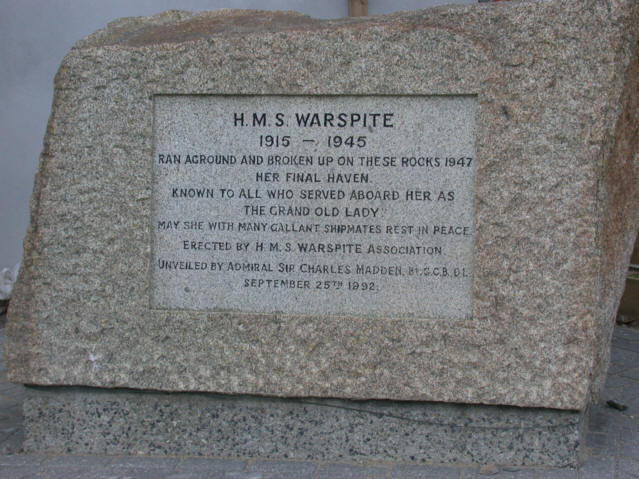 H.M.S. WARSPITE
1915 - 1945
RAN AGROUND AND BROKEN UP ON THESE ROCKS 1947
HER FINAL HAVEN.
KNOWN TO ALL WHO SERVED ABOARD HER AS
THE GRAND OLD LADY
MAY SHE WITH MANY GALLANT SHIPMATES REST IN PEACE
ERECTED BY H.M.S. WARSPITE ASSOCIATION.
UNVEILED BY ADMIRAL SIR CHARLES MADDEN, Bt, G.C.B. DL
SEPTEMBER 25TH 1992.